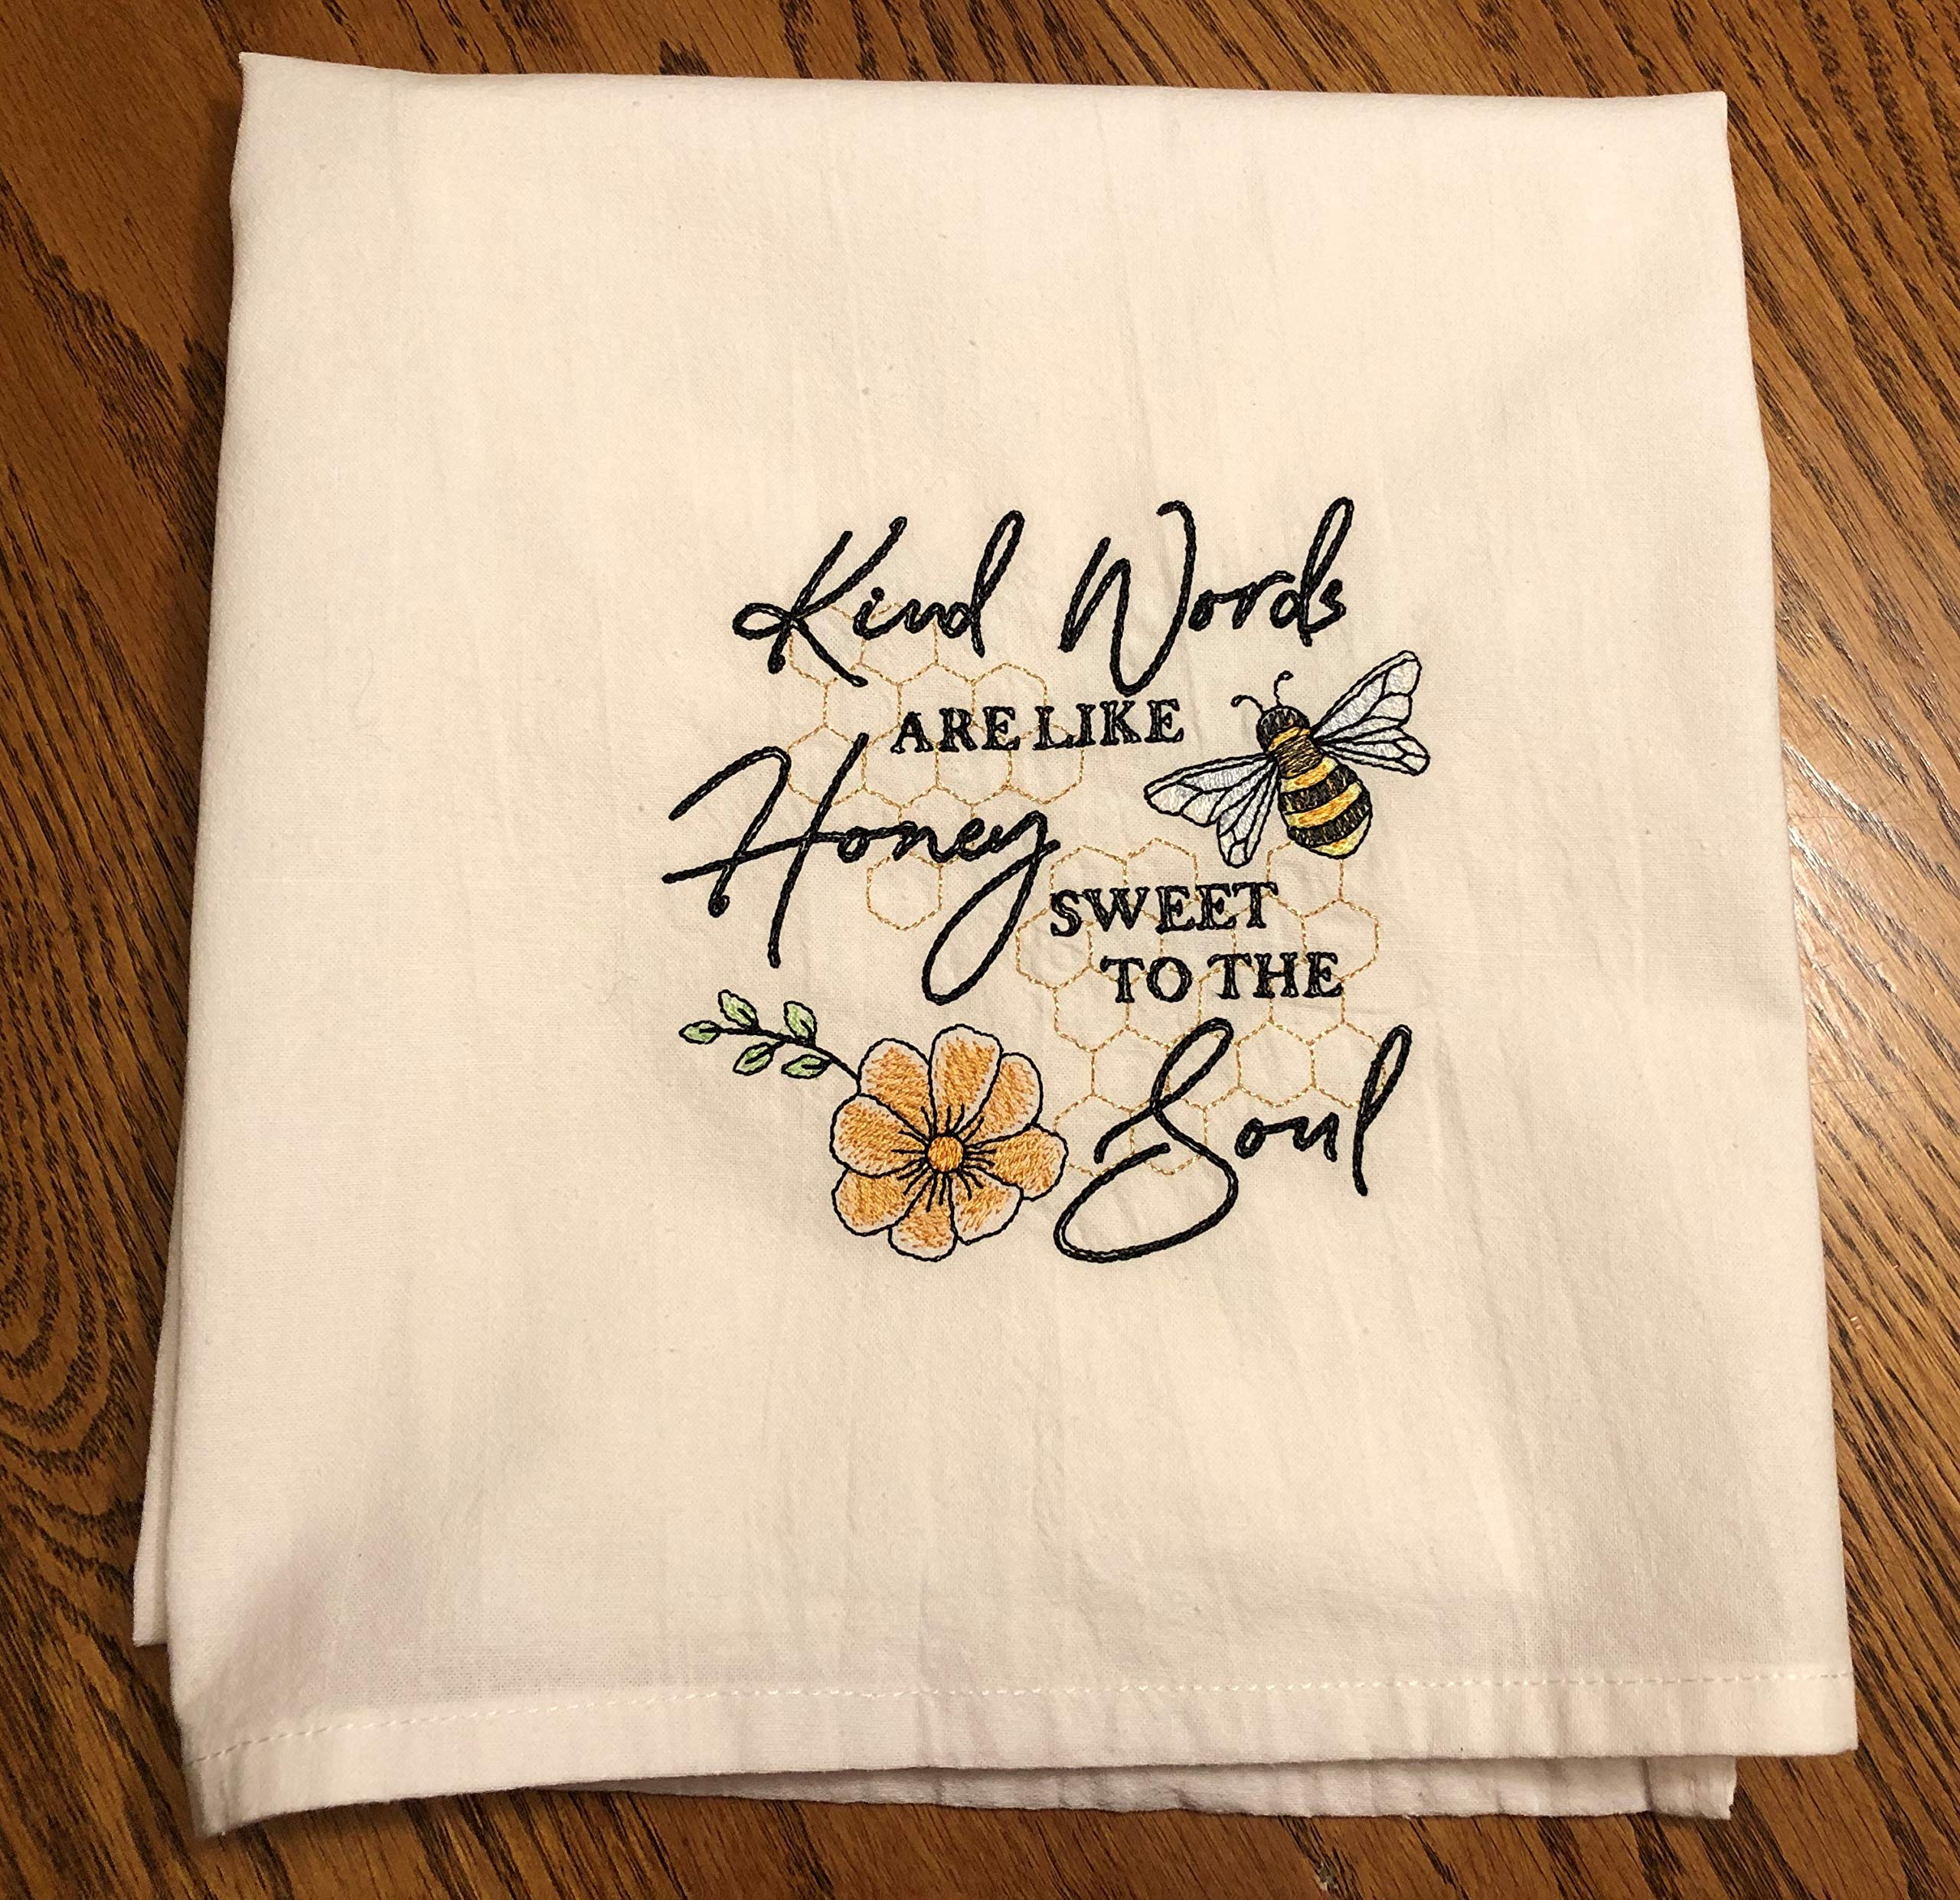 Kind Words
ARE LIKE
Honey
SWEET
TO THE
Soul